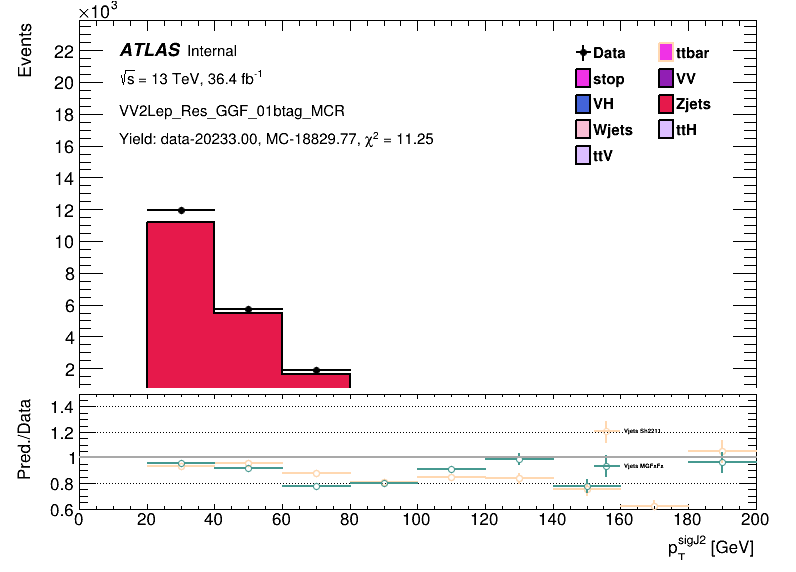 ×10³
Events
22
20
18
16
14
12
10
8
6
4
2
ATLAS Internal
√s = 13 TeV, 36.4 fb⁻¹
VV2Lep_Res_GGF_01btag_MCR
Yield: data-20233.00, MC-18829.77, χ² = 11.25
Data ttbar
stop VV
VH Zjets
Wjets ttH
ttV
Pred./Data
1.4
1.2
1
0.8
0.6
Vjets Sh2211
Vjets MGFxFx
0 20 40 60 80 100 120 140 160 180 200
p_T^sigJ2 [GeV]